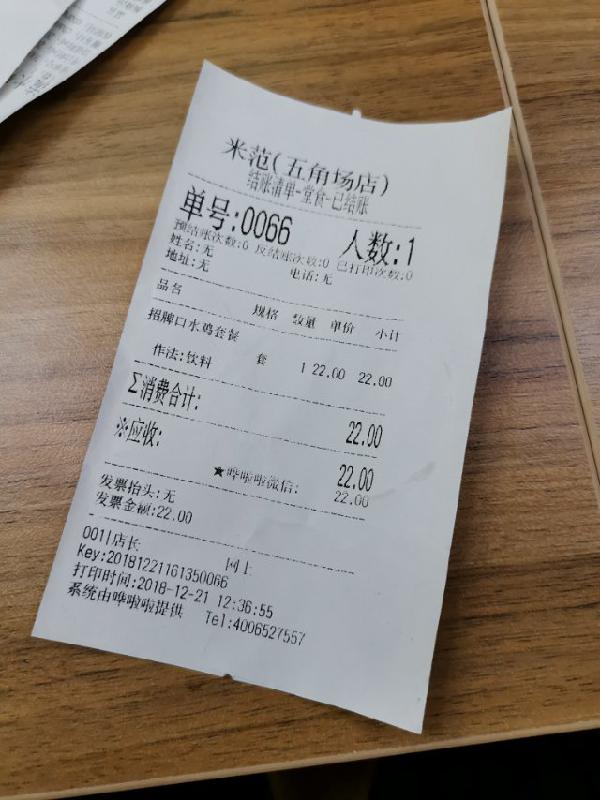 米范(五角场店)
结账清单-堂食-已结账
单号:0066 人数:1
预结账次数:0 反结账次数:0 已打印次数:0
姓名:无 电话:无
地址:无
品名 规格 数量 单价 小计
招牌口水鸡套餐
套 1 22.00 22.00
作法:饮料
Σ消费合计: 22.00
※应收: 22.00
★哗啦啦微信: 22.00
发票抬头:无
发票金额:22.00
001|店长 网上
Key:20181221161350066
打印时间:2018-12-21 12:36:55
系统由哗啦啦提供 Tel:4006527557